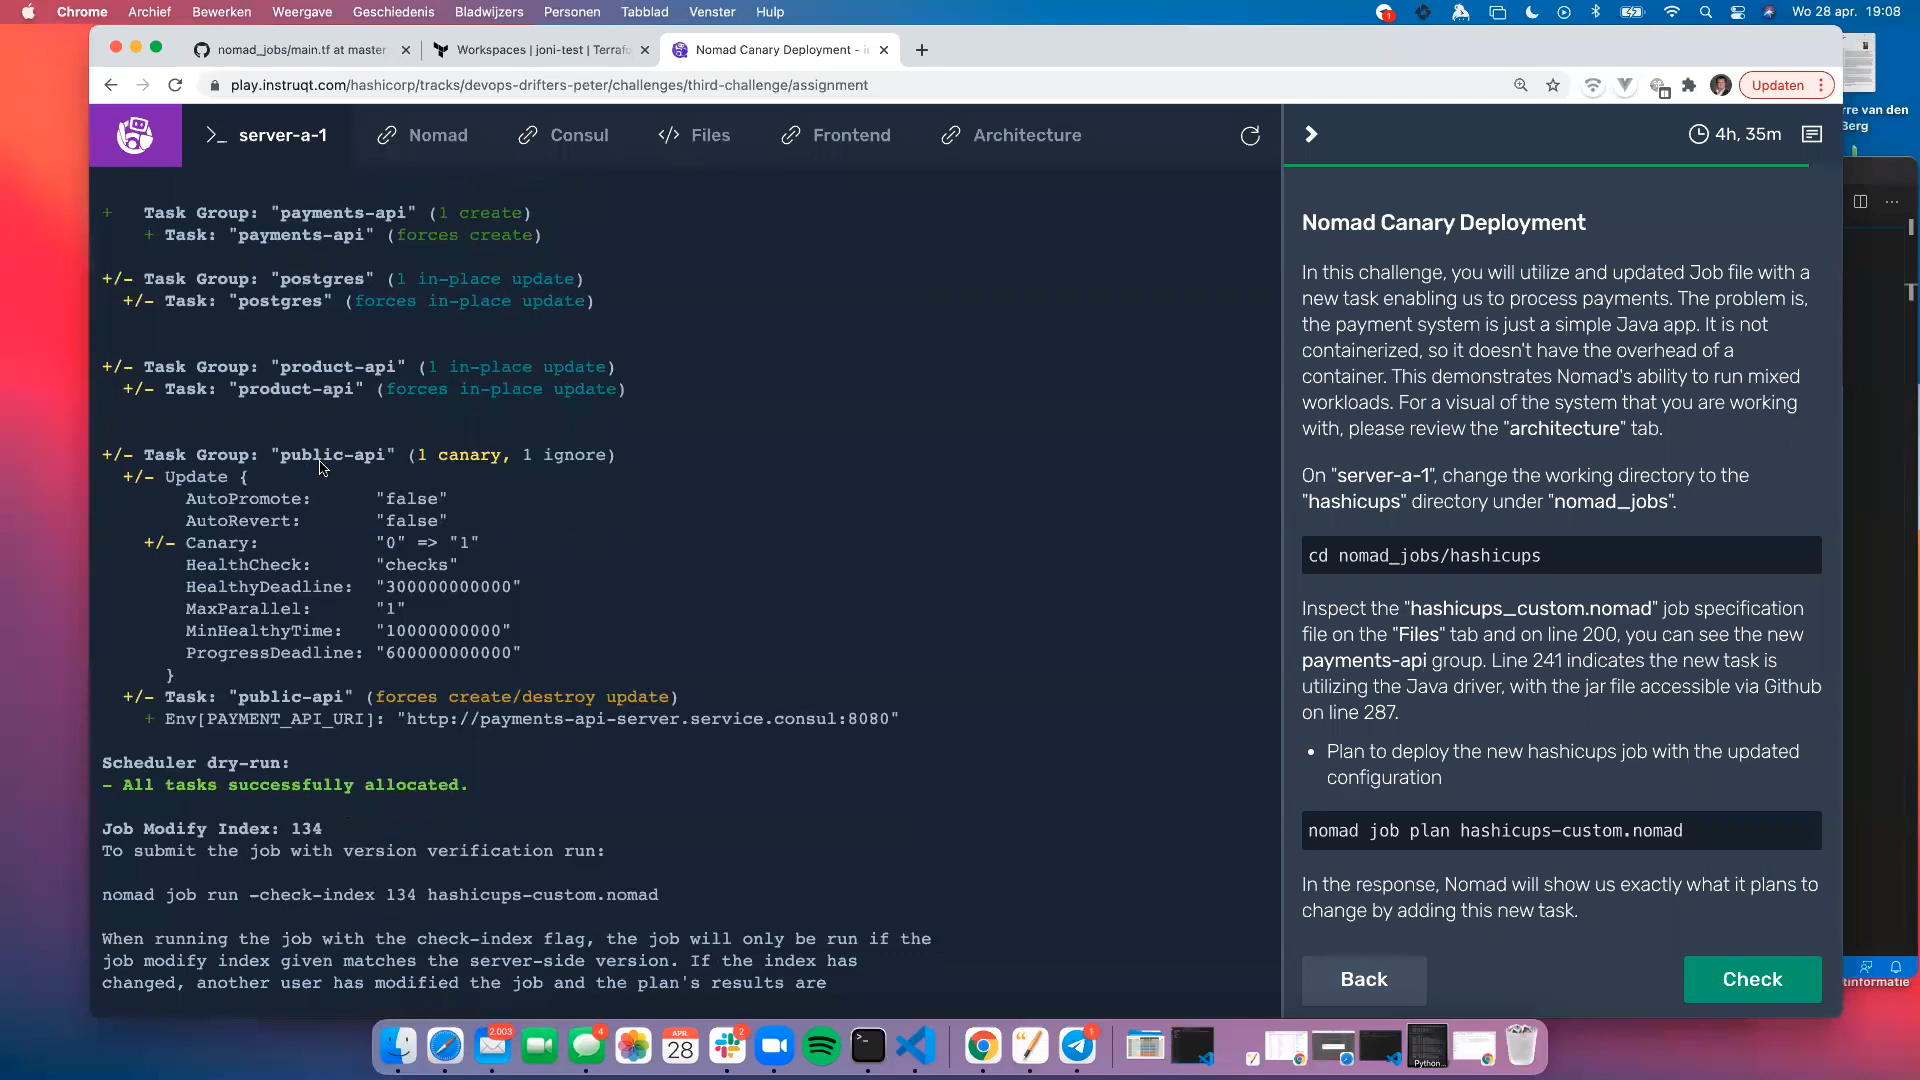 Chrome Archief Bewerken Weergave Geschiedenis Bladwijzers Personen Tabblad Venster Help
1
Wo 28 apr. 19:08
nomad_jobs/main.tf at master
Workspaces | joni-test | Terrafo
Nomad Canary Deployment - i
play.instruqt.com/hashicorp/tracks/devops-drifters-peter/challenges/third-challenge/assignment
Updaten
rre van den
Berg
>_ server-a-1
Nomad
Consul
</> Files
Frontend
Architecture
4h, 35m
+ Task Group: "payments-api" (1 create)
+ Task: "payments-api" (forces create)
+/- Task Group: "postgres" (1 in-place update)
+/- Task: "postgres" (forces in-place update)
+/- Task Group: "product-api" (1 in-place update)
+/- Task: "product-api" (forces in-place update)
+/- Task Group: "public-api" (1 canary, 1 ignore)
+/- Update {
AutoPromote: "false"
AutoRevert: "false"
+/- Canary: "0" => "1"
HealthCheck: "checks"
HealthyDeadline: "300000000000"
MaxParallel: "1"
MinHealthyTime: "10000000000"
ProgressDeadline: "600000000000"
}
+/- Task: "public-api" (forces create/destroy update)
+ Env[PAYMENT_API_URI]: "http://payments-api-server.service.consul:8080"
Scheduler dry-run:
- All tasks successfully allocated.
Job Modify Index: 134
To submit the job with version verification run:
nomad job run -check-index 134 hashicups-custom.nomad
When running the job with the check-index flag, the job will only be run if the
job modify index given matches the server-side version. If the index has
changed, another user has modified the job and the plan's results are
Nomad Canary Deployment
In this challenge, you will utilize and updated Job file with a
new task enabling us to process payments. The problem is,
the payment system is just a simple Java app. It is not
containerized, so it doesn't have the overhead of a
container. This demonstrates Nomad's ability to run mixed
workloads. For a visual of the system that you are working
with, please review the "architecture" tab.
On "server-a-1", change the working directory to the
"hashicups" directory under "nomad_jobs".
cd nomad_jobs/hashicups
Inspect the "hashicups_custom.nomad" job specification
file on the "Files" tab and on line 200, you can see the new
payments-api group. Line 241 indicates the new task is
utilizing the Java driver, with the jar file accessible via Github
on line 287.
• Plan to deploy the new hashicups job with the updated
configuration
nomad job plan hashicups-custom.nomad
In the response, Nomad will show us exactly what it plans to
change by adding this new task.
Back
Check
tinformatie
2.003
4
APR.
28
2
1
Python...